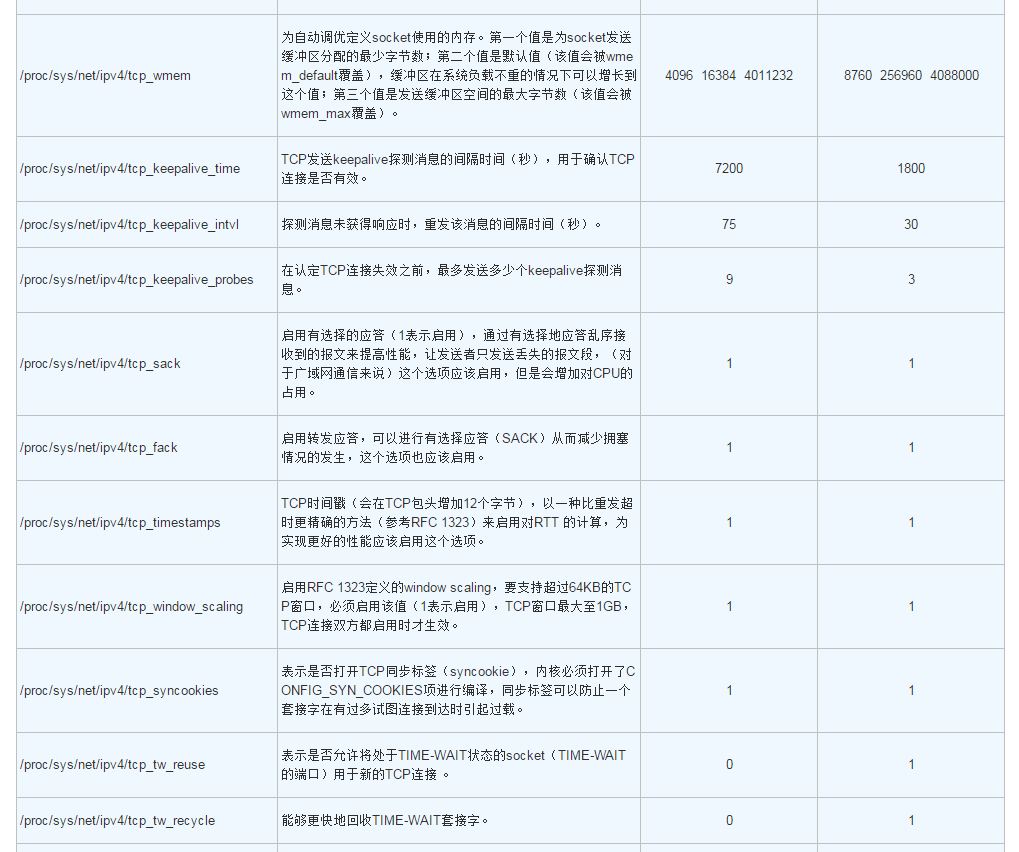 为自动调优定义socket使用的内存。第一个值是为socket发送
缓冲区分配的最少字节数；第二个值是默认值（该值会被wme
/proc/sys/net/ipv4/tcp_wmem
m_default覆盖），缓冲区在系统负载不重的情况下可以增长到
4096 16384 4011232
8760 256960 4088000
这个值；第三个值是发送缓冲区空间的最大字节数（该值会被
wmem_max覆盖）。
/proc/sys/net/ipv4/tcp_keepalive_time
TCP发送keepalive探测消息的间隔时间（秒），用于确认TCP
连接是否有效。
7200
1800
/proc/sys/net/ipv4/tcp_keepalive_intvl
探测消息未获得响应时，重发该消息的间隔时间（秒）。
75
30
/proc/sys/net/ipv4/tcp_keepalive_probes
在认定TCP连接失效之前，最多发送多少个keepalive探测消
息。
9
3
/proc/sys/net/ipv4/tcp_sack
启用有选择的应答（1表示启用），通过有选择地应答乱序接
收到的报文来提高性能，让发送者只发送丢失的报文段，（对
于广域网通信来说）这个选项应该启用，但是会增加对CPU的
占用。
1
1
/proc/sys/net/ipv4/tcp_fack
启用转发应答，可以进行有选择应答（SACK）从而减少拥塞
情况的发生，这个选项也应该启用。
1
1
/proc/sys/net/ipv4/tcp_timestamps
TCP时间戳（会在TCP包头增加12个字节），以一种比重发超
时更精确的方法（参考RFC 1323）来启用对RTT 的计算，为
实现更好的性能应该启用这个选项。
1
1
/proc/sys/net/ipv4/tcp_window_scaling
启用RFC 1323定义的window scaling，要支持超过64KB的TC
P窗口，必须启用该值（1表示启用），TCP窗口最大至1GB，
TCP连接双方都启用时才生效。
1
1
/proc/sys/net/ipv4/tcp_syncookies
表示是否打开TCP同步标签（syncookie），内核必须打开了C
ONFIG_SYN_COOKIES项进行编译，同步标签可以防止一个
套接字在有过多试图连接到达时引起过载。
1
1
/proc/sys/net/ipv4/tcp_tw_reuse
表示是否允许将处于TIME-WAIT状态的socket（TIME-WAIT
的端口）用于新的TCP连接 。
0
1
/proc/sys/net/ipv4/tcp_tw_recycle
能够更快地回收TIME-WAIT套接字。
0
1